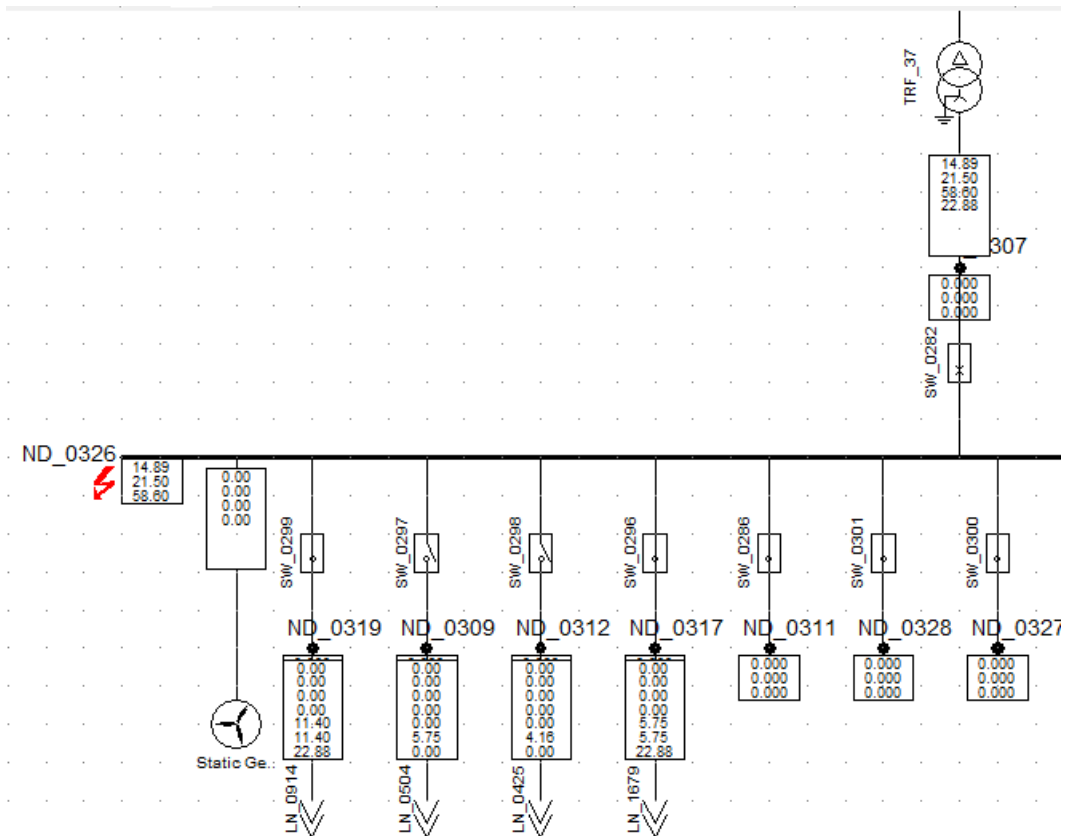 TRF_37
14.89
21.50
58.60
22.88
307
0.000
0.000
0.000
SW_0282
ND_0326
14.89
21.50
58.60
0.00
0.00
0.00
0.00
SW_0299
SW_0297
SW_0298
SW_0296
SW_0286
SW_0301
SW_0300
ND_0319
ND_0309
ND_0312
ND_0317
ND_0311
ND_0328
ND_0327
0.00
0.00
0.00
0.00
11.40
11.40
22.88
0.00
0.00
0.00
0.00
0.00
5.75
0.00
0.00
0.00
0.00
0.00
0.00
4.16
0.00
0.00
0.00
0.00
0.00
5.75
5.75
22.88
0.000
0.000
0.000
0.000
0.000
0.000
0.000
0.000
0.000
Static Ge..
LN_0914
LN_0504
LN_0425
LN_1679